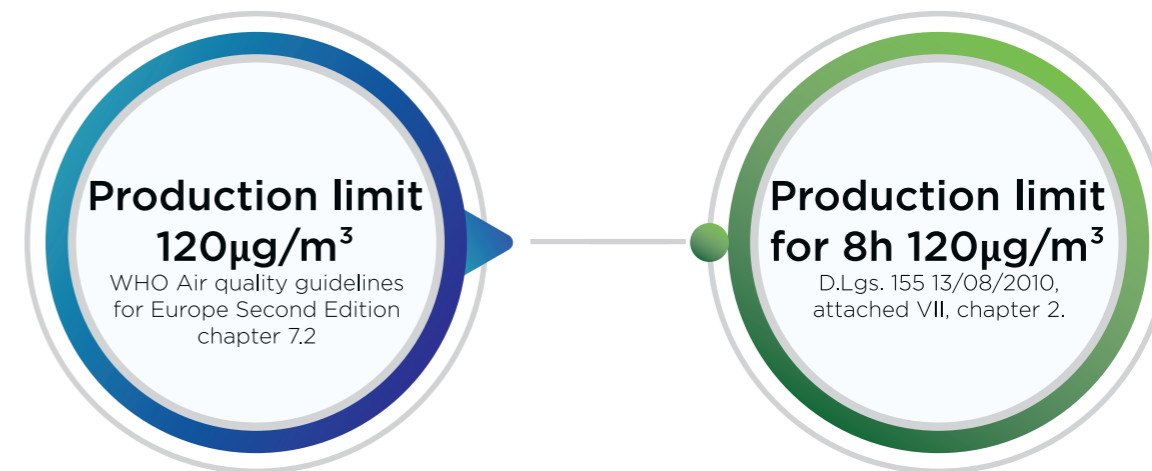 Production limit
120µg/m³
WHO Air quality guidelines
for Europe Second Edition
chapter 7.2
Production limit
for 8h 120µg/m³
D.Lgs. 155 13/08/2010,
attached VII, chapter 2.